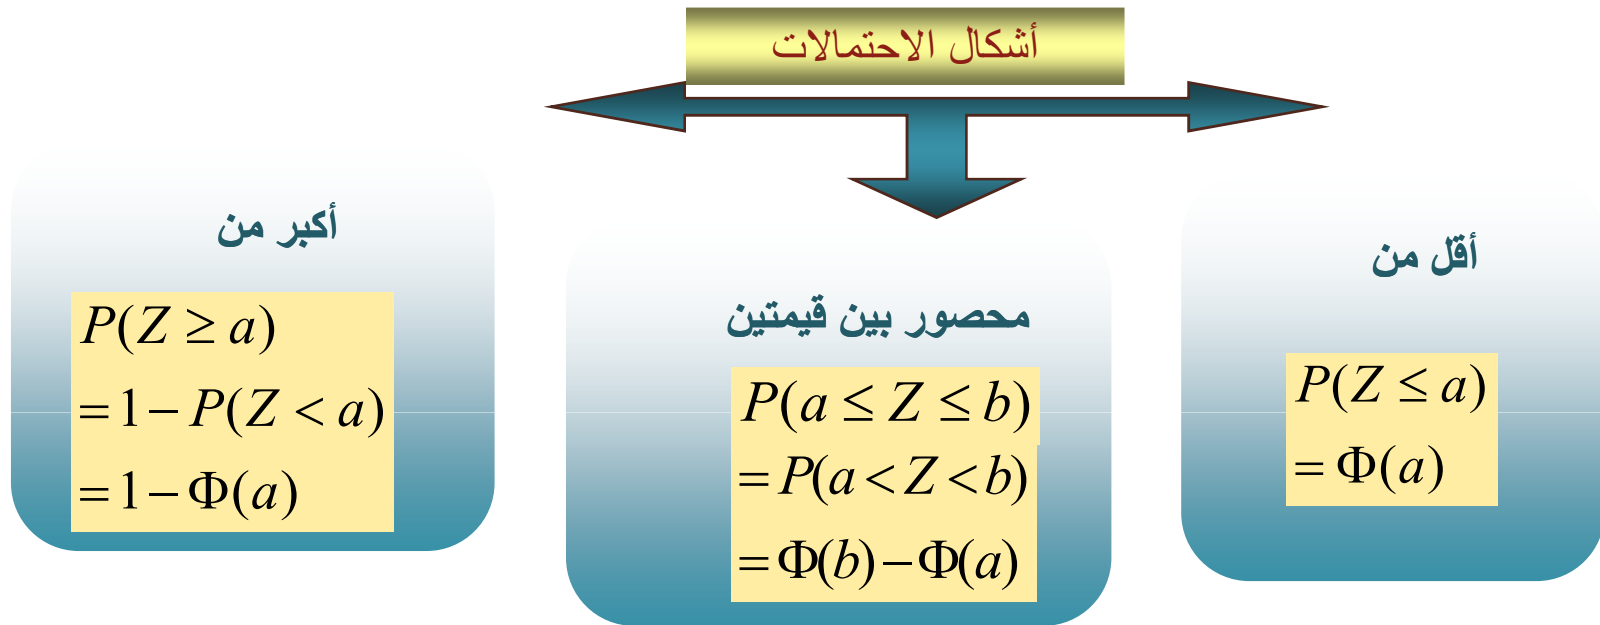 أشكال الاحتمالات
أقل من
P(Z ≤ a)
= Φ(a)
محصور بين قيمتين
P(a ≤ Z ≤ b)
= P(a < Z < b)
= Φ(b) − Φ(a)
أكبر من
P(Z ≥ a)
= 1 − P(Z < a)
= 1 − Φ(a)